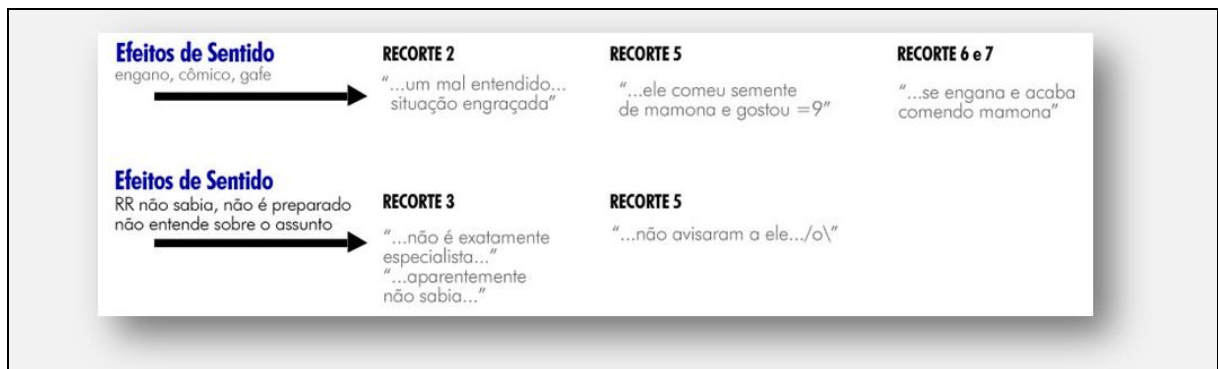 Efeitos de Sentido
engano, cômico, gafe
RECORTE 2
"...um mal entendido...
situação engraçada"
RECORTE 5
"...ele comeu semente
de mamona e gostou =9"
RECORTE 6 e 7
"...se engana e acaba
comendo mamona"
Efeitos de Sentido
RR não sabia, não é preparado
não entende sobre o assunto
RECORTE 3
"...não é exatamente
especialista..."
"...aparentemente
não sabia..."
RECORTE 5
"...não avisaram a ele.../o\"